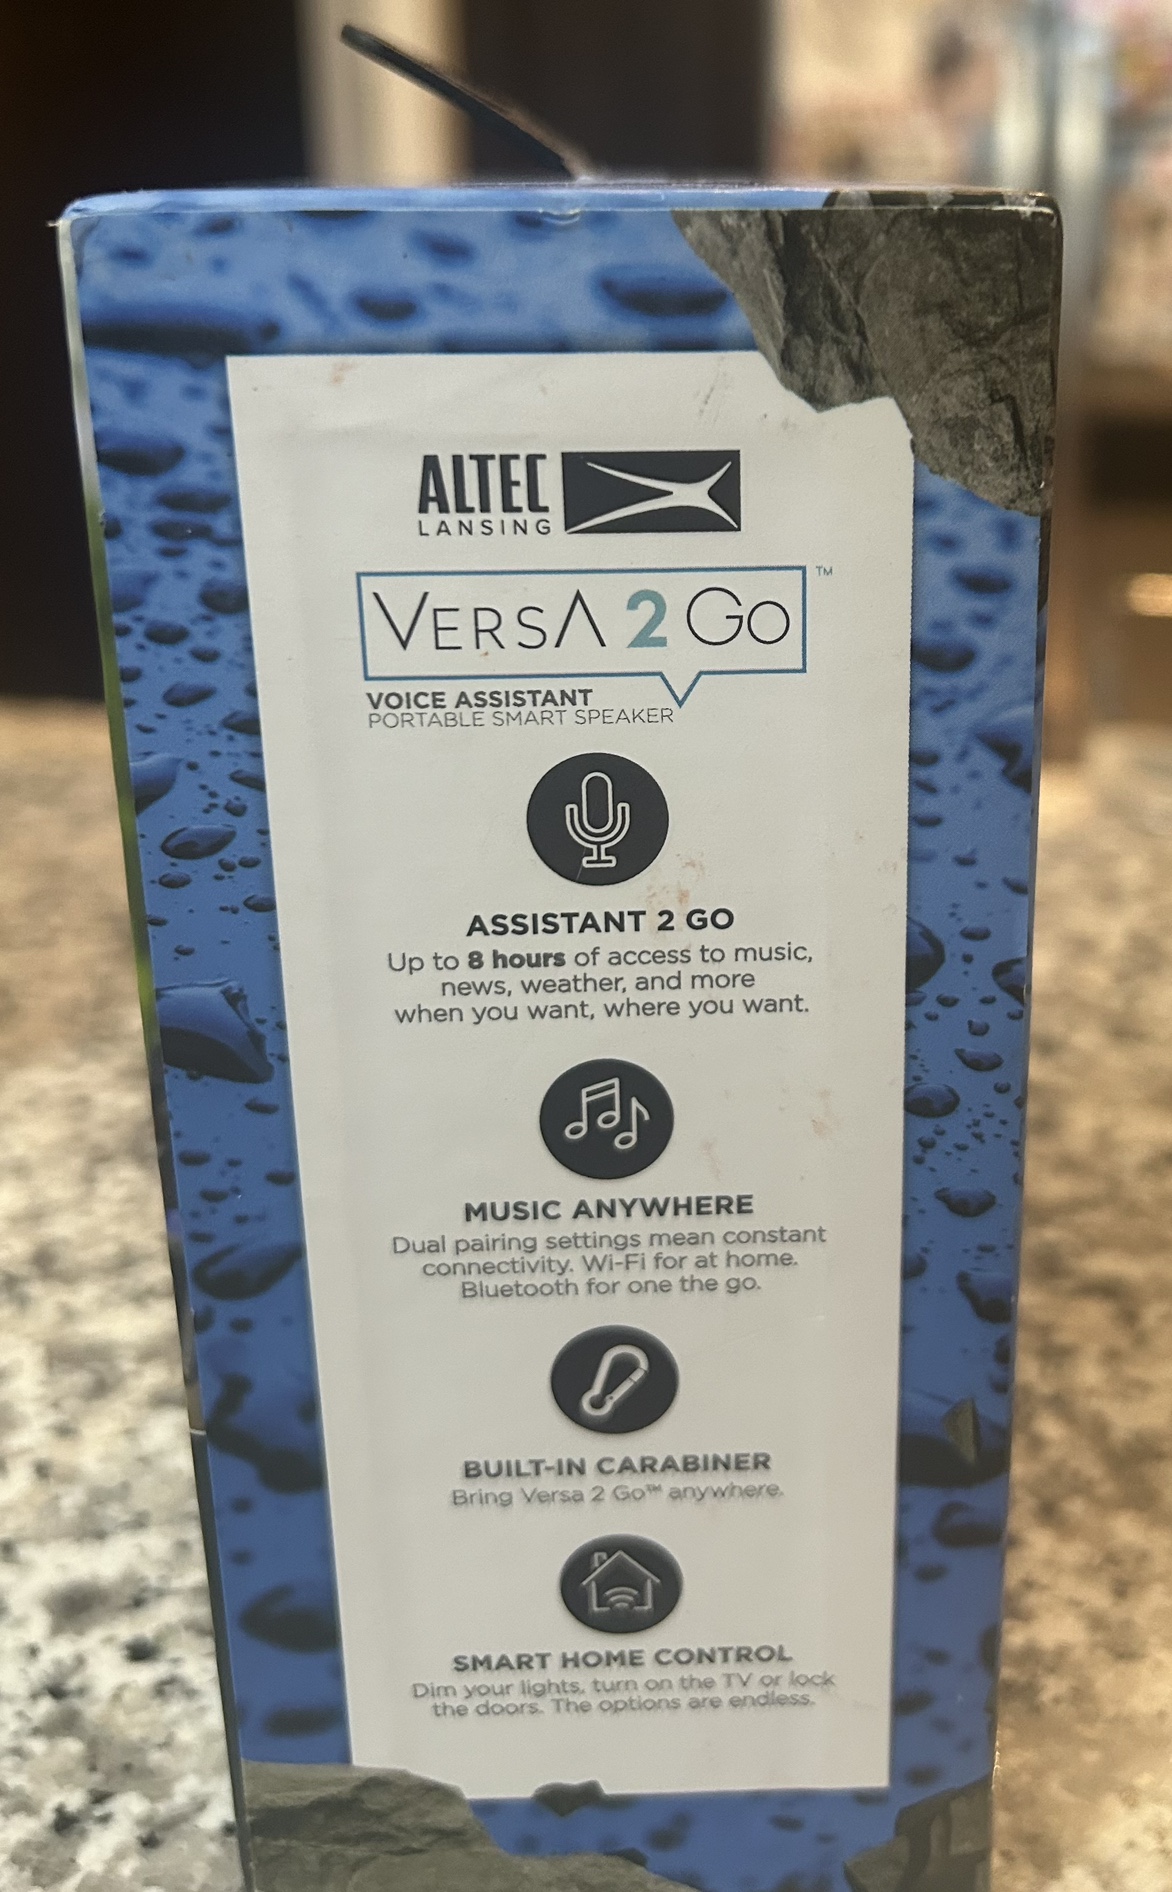 ALTEC
LANSING
VERSA 2 GO ™
VOICE ASSISTANT
PORTABLE SMART SPEAKER
ASSISTANT 2 GO
Up to 8 hours of access to music,
news, weather, and more
when you want, where you want.
MUSIC ANYWHERE
Dual pairing settings mean constant
connectivity. Wi-Fi for at home.
Bluetooth for one the go.
BUILT-IN CARABINER
Bring Versa 2 Go™ anywhere.
SMART HOME CONTROL
Dim your lights, turn on the TV or lock
the doors. The options are endless.